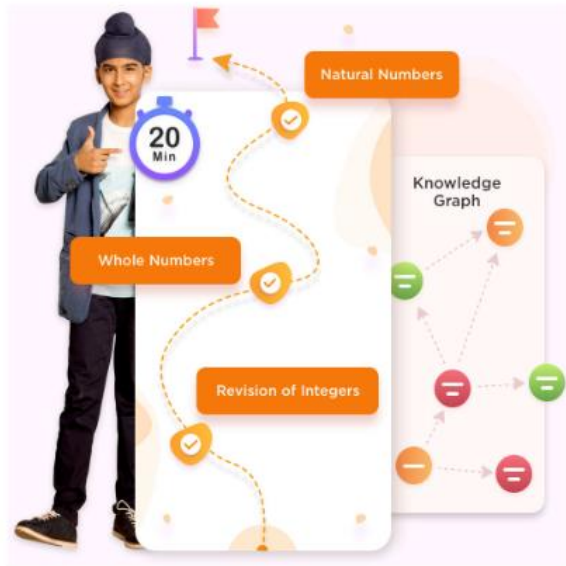 Natural Numbers
20
Min
Knowledge
Graph
Whole Numbers
Revision of Integers